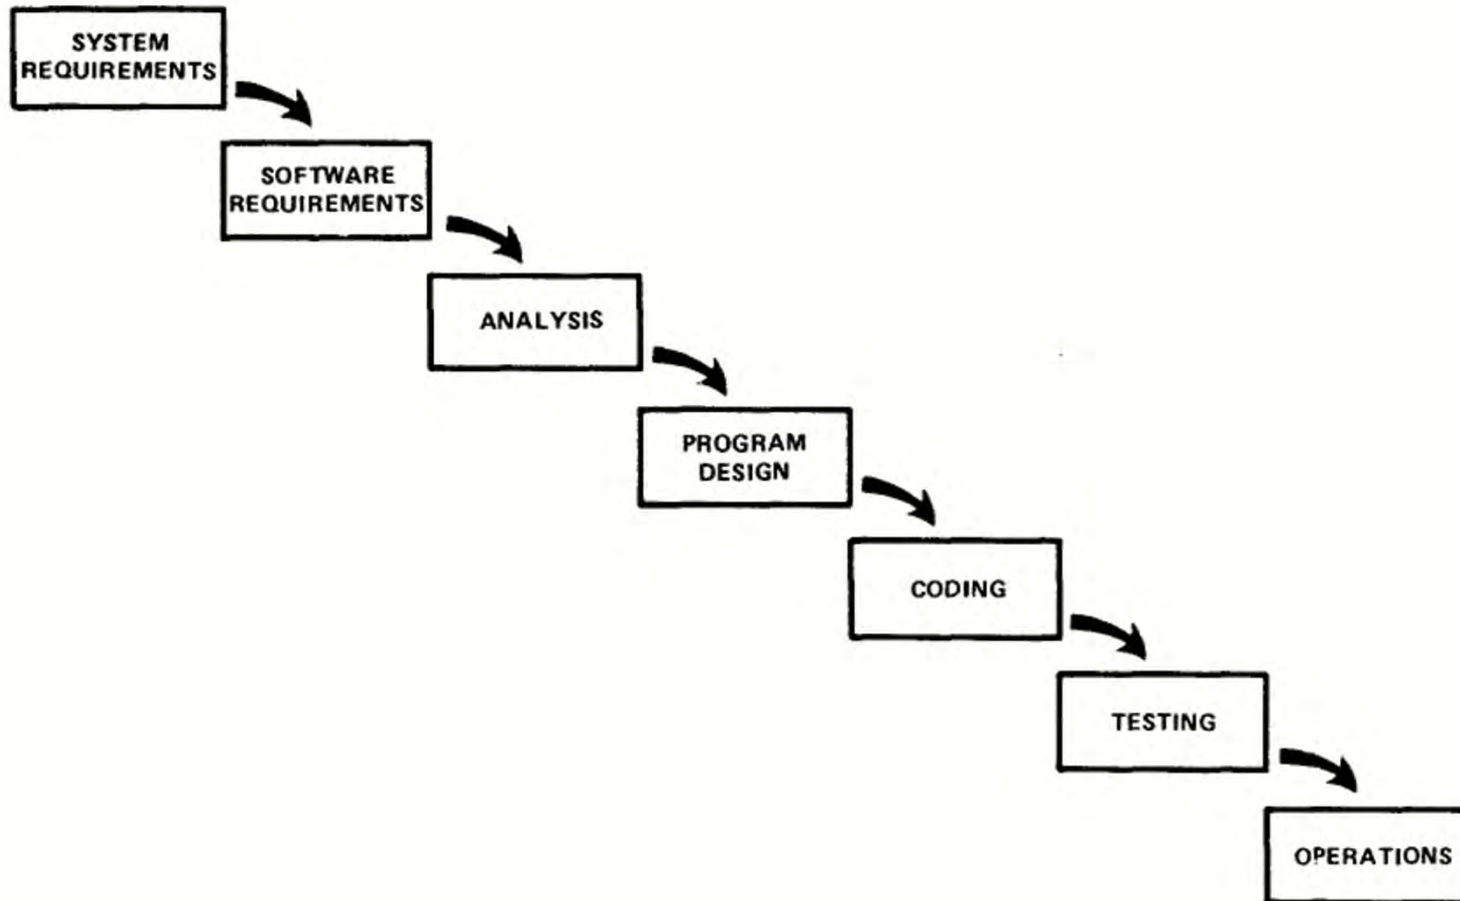 SYSTEM
REQUIREMENTS
SOFTWARE
REQUIREMENTS
ANALYSIS
PROGRAM
DESIGN
CODING
TESTING
OPERATIONS